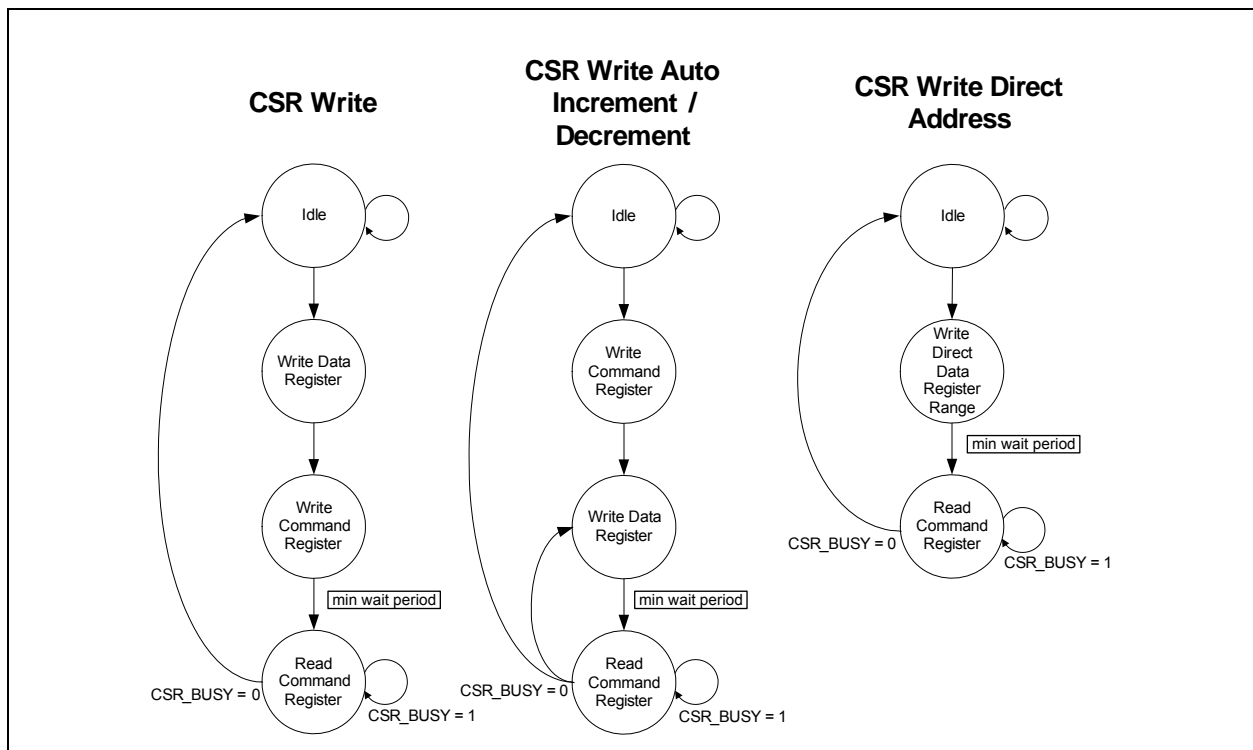 CSR Write
Idle
Write Data
Register
Write
Command
Register
min wait period
Read
Command
Register
CSR_BUSY = 0
CSR_BUSY = 1
CSR Write Auto
Increment /
Decrement
Idle
Write
Command
Register
Write Data
Register
min wait period
Read
Command
Register
CSR_BUSY = 0
CSR_BUSY = 1
CSR Write Direct
Address
Idle
Write
Direct
Data
Register
Range
min wait period
Read
Command
Register
CSR_BUSY = 0
CSR_BUSY = 1